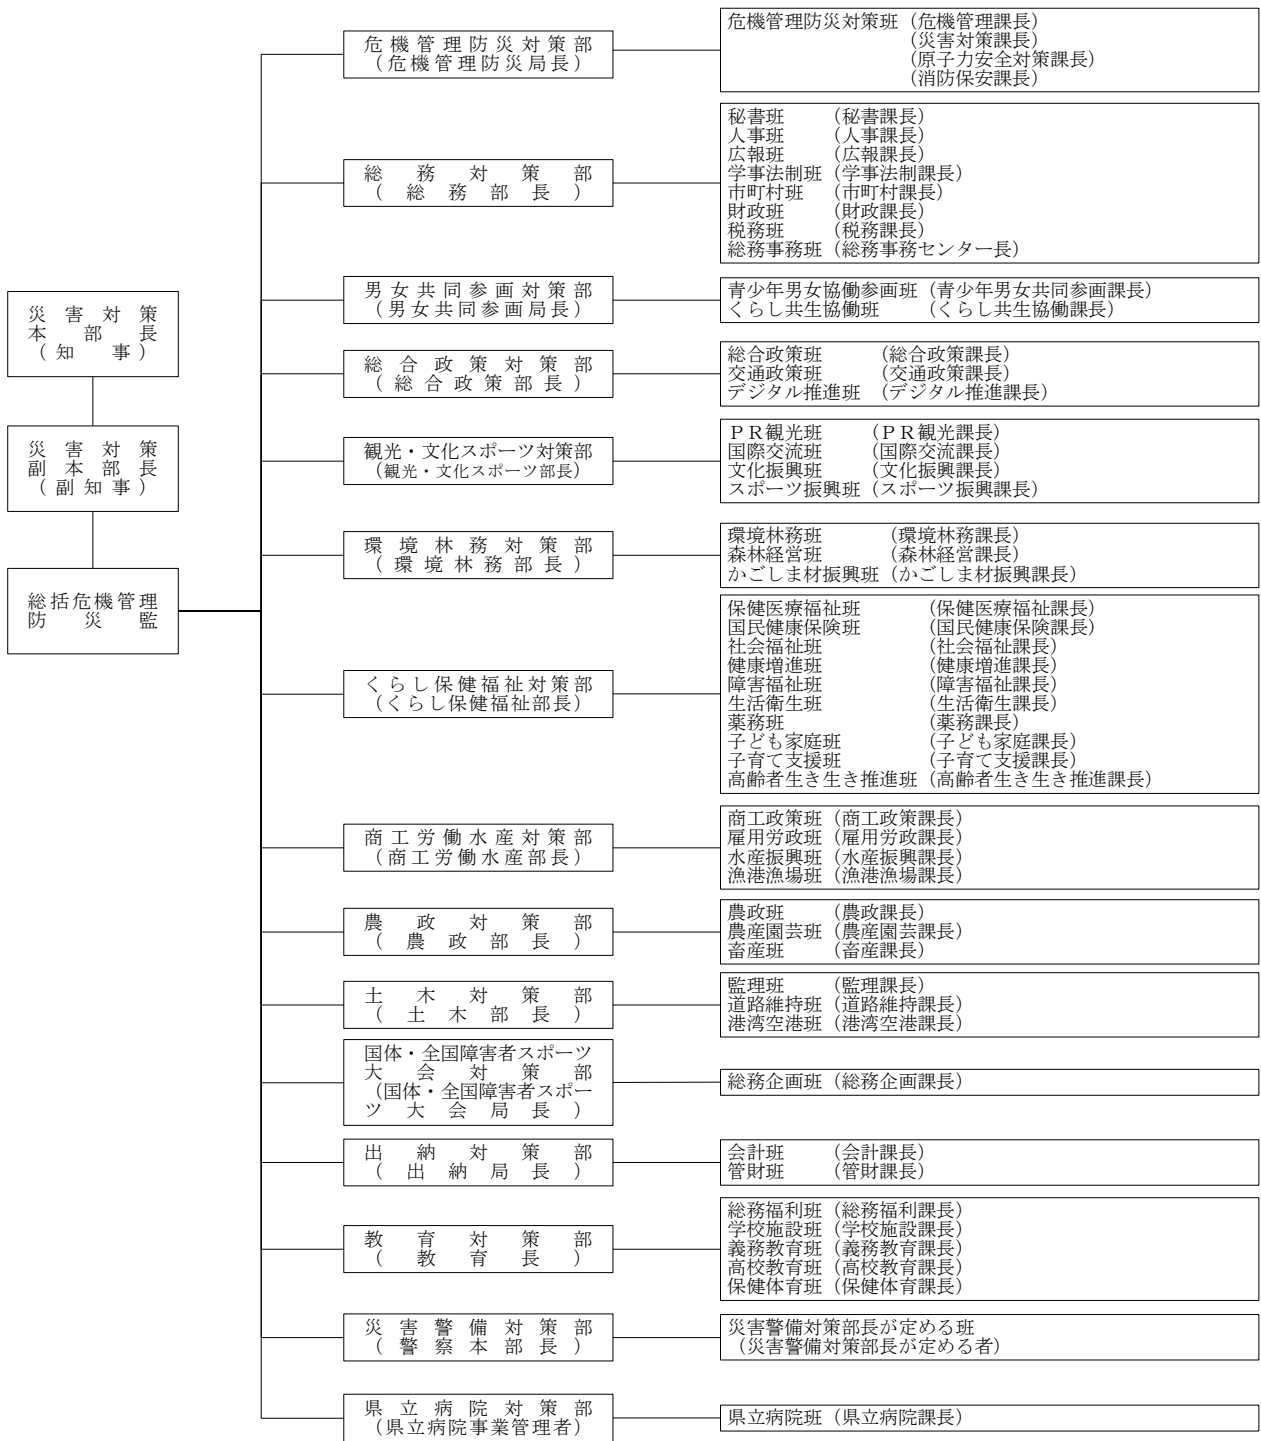 災害対策
本部長
（知事）
災害対策
副本部長
（副知事）
総括危機管理
防災監
危機管理防災対策部
（危機管理防災局長）
危機管理防災対策班（危機管理課長）
（災害対策課長）
（原子力安全対策課長）
（消防保安課長）
総務対策部
（総務部長）
秘書班　　（秘書課長）
人事班　　（人事課長）
広報班　　（広報課長）
学事法制班（学事法制課長）
市町村班　（市町村課長）
財政班　　（財政課長）
税務班　　（税務課長）
総務事務班（総務事務センター長）
男女共同参画対策部
（男女共同参画局長）
青少年男女協働参画班（青少年男女共同参画課長）
くらし共生協働班　　（くらし共生協働課長）
総合政策対策部
（総合政策部長）
総合政策班　　（総合政策課長）
交通政策班　　（交通政策課長）
デジタル推進班　（デジタル推進課長）
観光・文化スポーツ対策部
（観光・文化スポーツ部長）
ＰＲ観光班　　（ＰＲ観光課長）
国際交流班　　（国際交流課長）
文化振興班　　（文化振興課長）
スポーツ振興班（スポーツ振興課長）
環境林務対策部
（環境林務部長）
環境林務班　　　（環境林務課長）
森林経営班　　　（森林経営課長）
かごしま材振興班（かごしま材振興課長）
くらし保健福祉対策部
（くらし保健福祉部長）
保健医療福祉班　　　（保健医療福祉課長）
国民健康保険班　　　（国民健康保険課長）
社会福祉班　　　　　（社会福祉課長）
健康増進班　　　　　（健康増進課長）
障害福祉班　　　　　（障害福祉課長）
生活衛生班　　　　　（生活衛生課長）
薬務班　　　　　　　（薬務課長）
子ども家庭班　　　　（子ども家庭課長）
子育て支援班　　　　（子育て支援課長）
高齢者生き生き推進班（高齢者生き生き推進課長）
商工労働水産対策部
（商工労働水産部長）
商工政策班（商工政策課長）
雇用労政班（雇用労政課長）
水産振興班（水産振興課長）
漁港漁場班（漁港漁場課長）
農政対策部
（農政部長）
農政班　　（農政課長）
農産園芸班（農産園芸課長）
畜産班　　（畜産課長）
土木対策部
（土木部長）
監理班　　（監理課長）
道路維持班（道路維持課長）
港湾空港班（港湾空港課長）
国体・全国障害者スポーツ
大会対策部
（国体・全国障害者スポー
ツ大会局長）
総務企画班（総務企画課長）
出納対策部
（出納局長）
会計班　　（会計課長）
管財班　　（管財課長）
教育対策部
（教育長）
総務福利班（総務福利課長）
学校施設班（学校施設課長）
義務教育班（義務教育課長）
高校教育班（高校教育課長）
保健体育班（保健体育課長）
災害警備対策部
（警察本部長）
災害警備対策部長が定める班
（災害警備対策部長が定める者）
県立病院対策部
（県立病院事業管理者）
県立病院班（県立病院課長）